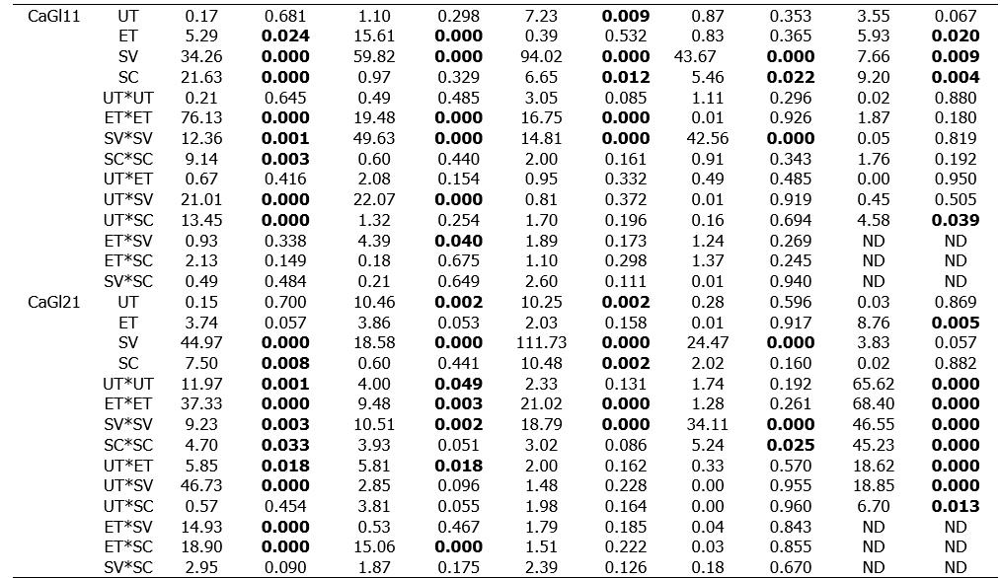 CaGl11 UT 0.17 0.681 1.10 0.298 7.23 0.009 0.87 0.353 3.55 0.067
ET 5.29 0.024 15.61 0.000 0.39 0.532 0.83 0.365 5.93 0.020
SV 34.26 0.000 59.82 0.000 94.02 0.000 43.67 0.000 7.66 0.009
SC 21.63 0.000 0.97 0.329 6.65 0.012 5.46 0.022 9.20 0.004
UT*UT 0.21 0.645 0.49 0.485 3.05 0.085 1.11 0.296 0.02 0.880
ET*ET 76.13 0.000 19.48 0.000 16.75 0.000 0.01 0.926 1.87 0.180
SV*SV 12.36 0.001 49.63 0.000 14.81 0.000 42.56 0.000 0.05 0.819
SC*SC 9.14 0.003 0.60 0.440 2.00 0.161 0.91 0.343 1.76 0.192
UT*ET 0.67 0.416 2.08 0.154 0.95 0.332 0.49 0.485 0.00 0.950
UT*SV 21.01 0.000 22.07 0.000 0.81 0.372 0.01 0.919 0.45 0.505
UT*SC 13.45 0.000 1.32 0.254 1.70 0.196 0.16 0.694 4.58 0.039
ET*SV 0.93 0.338 4.39 0.040 1.89 0.173 1.24 0.269 ND ND
ET*SC 2.13 0.149 0.18 0.675 1.10 0.298 1.37 0.245 ND ND
SV*SC 0.49 0.484 0.21 0.649 2.60 0.111 0.01 0.940 ND ND
CaGl21 UT 0.15 0.700 10.46 0.002 10.25 0.002 0.28 0.596 0.03 0.869
ET 3.74 0.057 3.86 0.053 2.03 0.158 0.01 0.917 8.76 0.005
SV 44.97 0.000 18.58 0.000 111.73 0.000 24.47 0.000 3.83 0.057
SC 7.50 0.008 0.60 0.441 10.48 0.002 2.02 0.160 0.02 0.882
UT*UT 11.97 0.001 4.00 0.049 2.33 0.131 1.74 0.192 65.62 0.000
ET*ET 37.33 0.000 9.48 0.003 21.02 0.000 1.28 0.261 68.40 0.000
SV*SV 9.23 0.003 10.51 0.002 18.79 0.000 34.11 0.000 46.55 0.000
SC*SC 4.70 0.033 3.93 0.051 3.02 0.086 5.24 0.025 45.23 0.000
UT*ET 5.85 0.018 5.81 0.018 2.00 0.162 0.33 0.570 18.62 0.000
UT*SV 46.73 0.000 2.85 0.096 1.48 0.228 0.00 0.955 18.85 0.000
UT*SC 0.57 0.454 3.81 0.055 1.98 0.164 0.00 0.960 6.70 0.013
ET*SV 14.93 0.000 0.53 0.467 1.79 0.185 0.04 0.843 ND ND
ET*SC 18.90 0.000 15.06 0.000 1.51 0.222 0.03 0.855 ND ND
SV*SC 2.95 0.090 1.87 0.175 2.39 0.126 0.18 0.670 ND ND